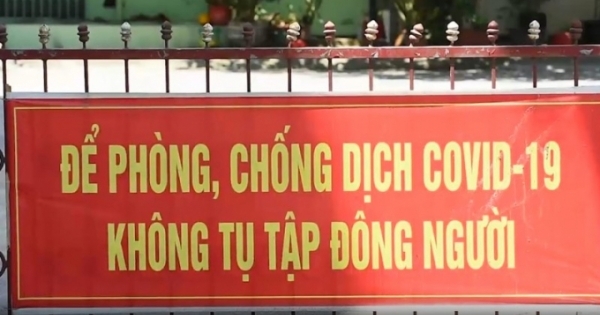 ĐỂ PHÒNG, CHỐNG DỊCH COVID-19
KHÔNG TỤ TẬP ĐÔNG NGƯỜI